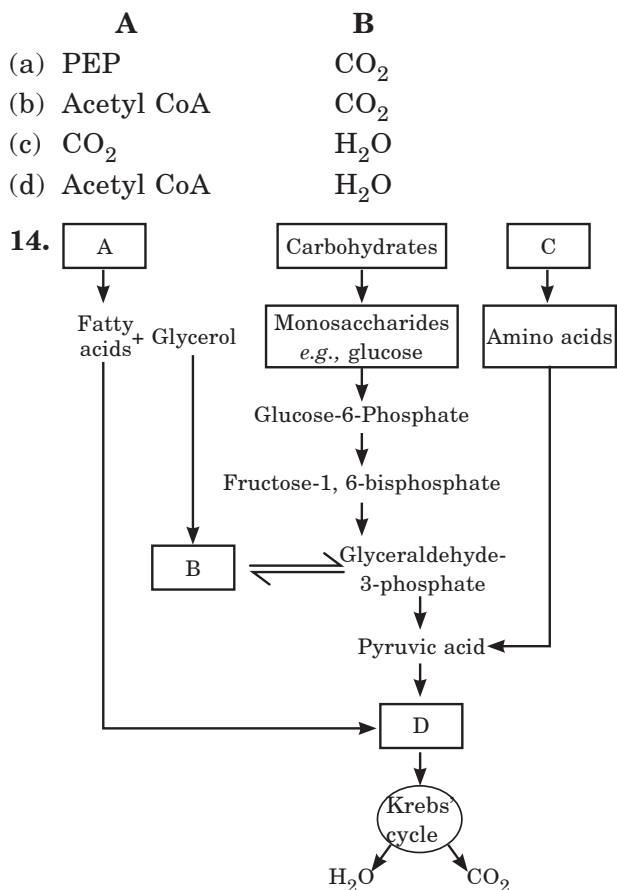 A B
(a) PEP CO₂
(b) Acetyl CoA CO₂
(c) CO₂ H₂O
(d) Acetyl CoA H₂O
14. A Carbohydrates C
Fatty acids + Glycerol
Monosaccharides
e.g., glucose
Amino acids
Glucose-6-Phosphate
Fructose-1, 6-bisphosphate
B
Glyceraldehyde-
3-phosphate
Pyruvic acid
D
Krebs'
cycle
H₂O CO₂